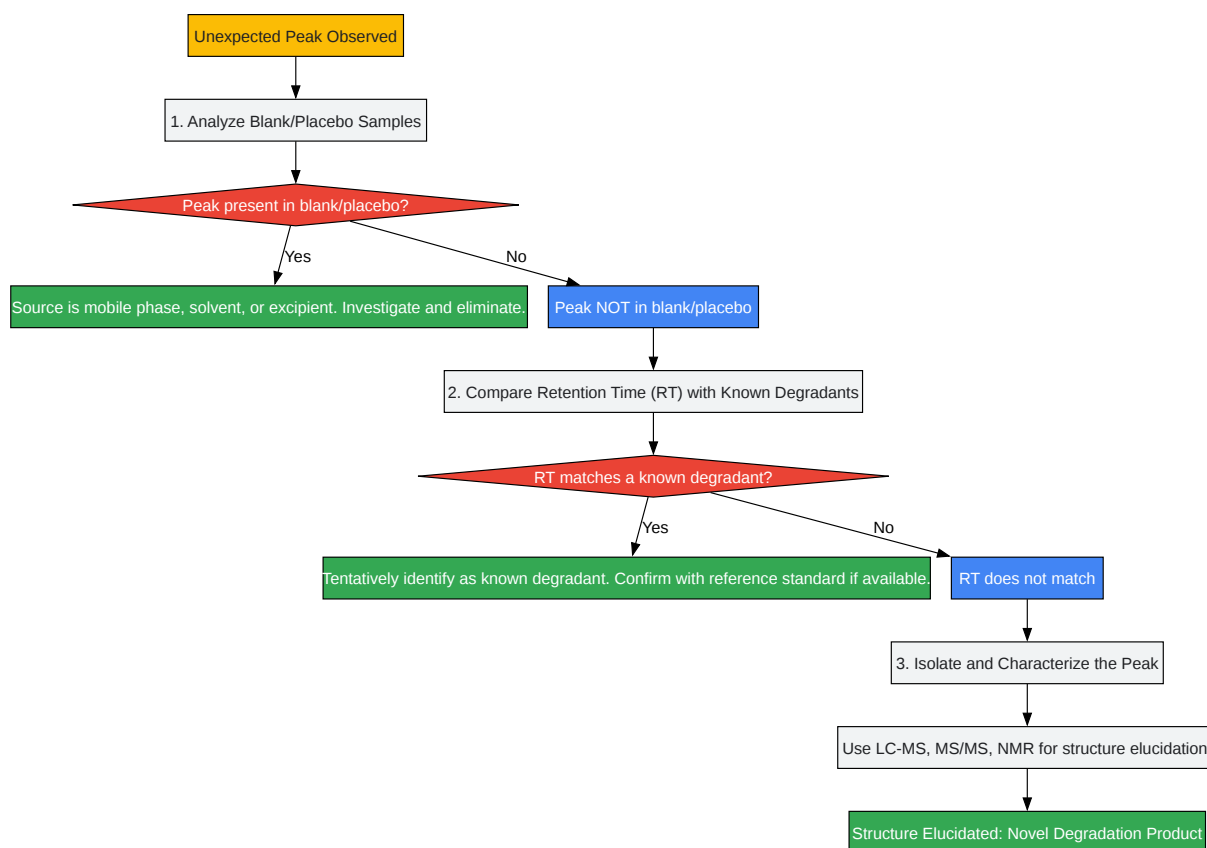 Unexpected Peak Observed
1. Analyze Blank/Placebo Samples
Peak present in blank/placebo?
Yes
No
Source is mobile phase, solvent, or excipient. Investigate and eliminate.
Peak NOT in blank/placebo
2. Compare Retention Time (RT) with Known Degradants
RT matches a known degradant?
Yes
No
Tentatively identify as known degradant. Confirm with reference standard if available.
RT does not match
3. Isolate and Characterize the Peak
Use LC-MS, MS/MS, NMR for structure elucidation
Structure Elucidated: Novel Degradation Product